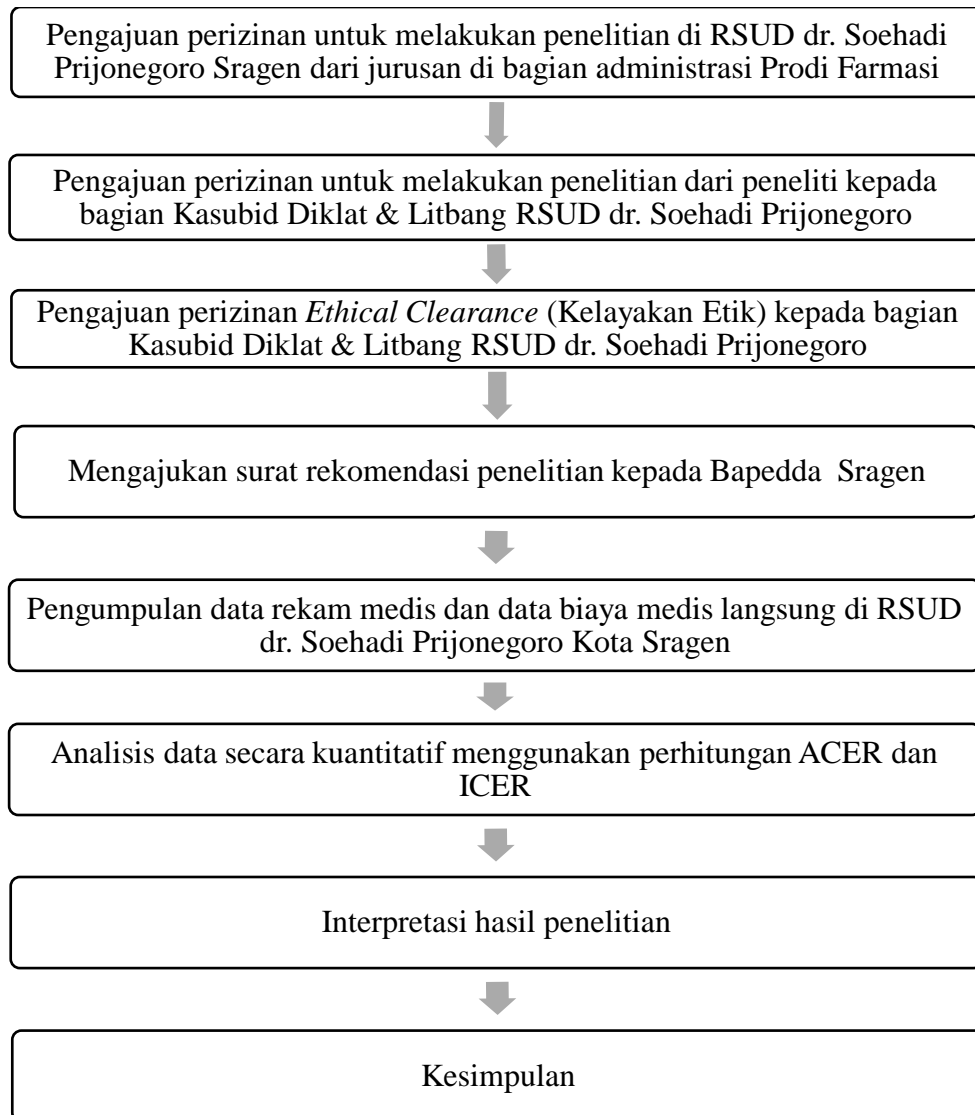 Pengajuan perizinan untuk melakukan penelitian di RSUD dr. Soehadi
Prijonegoro Sragen dari jurusan di bagian administrasi Prodi Farmasi
Pengajuan perizinan untuk melakukan penelitian dari peneliti kepada
bagian Kasubid Diklat & Litbang RSUD dr. Soehadi Prijonegoro
Pengajuan perizinan Ethical Clearance (Kelayakan Etik) kepada bagian
Kasubid Diklat & Litbang RSUD dr. Soehadi Prijonegoro
Mengajukan surat rekomendasi penelitian kepada Bapedda Sragen
Pengumpulan data rekam medis dan data biaya medis langsung di RSUD
dr. Soehadi Prijonegoro Kota Sragen
Analisis data secara kuantitatif menggunakan perhitungan ACER dan
ICER
Interpretasi hasil penelitian
Kesimpulan